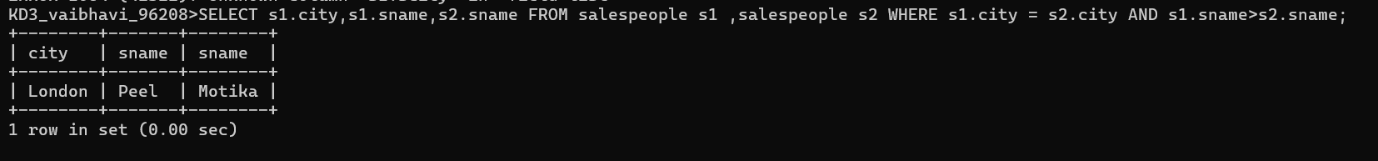 KD3_vaibhavi_96208>SELECT s1.city,s1.sname,s2.sname FROM salespeople s1 ,salespeople s2 WHERE s1.city = s2.city AND s1.sname>s2.sname;
+--------+-------+--------+
| city   | sname | sname  |
+--------+-------+--------+
| London | Peel  | Motika |
+--------+-------+--------+
1 row in set (0.00 sec)